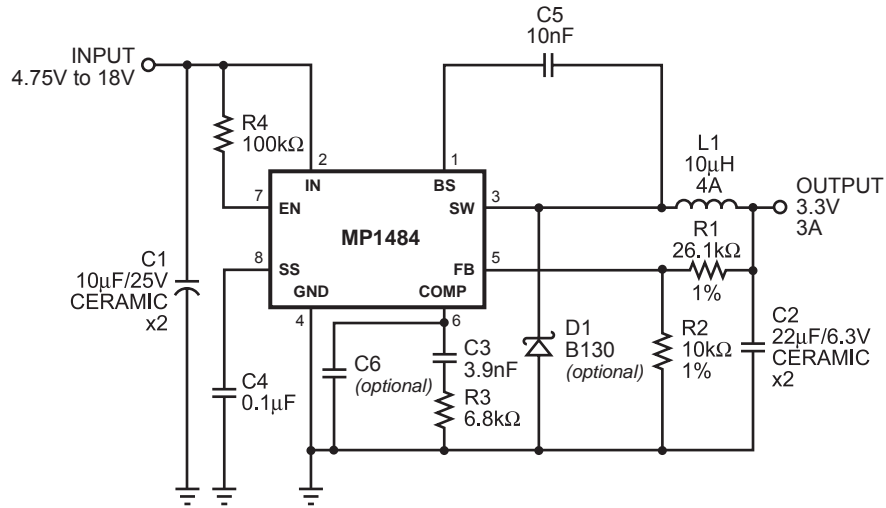 C5
10nF
INPUT
4.75V to 18V
R4
100kΩ
2
IN
1
BS
L1
10µH
4A
7
EN
3
SW
OUTPUT
3.3V
3A
MP1484
R1
26.1kΩ
1%
C1
10µF/25V
CERAMIC
x2
8
SS
5
FB
GND
4
COMP
6
D1
B130
(optional)
R2
10kΩ
1%
C2
22µF/6.3V
CERAMIC
x2
C4
0.1µF
C6
(optional)
C3
3.9nF
R3
6.8kΩ